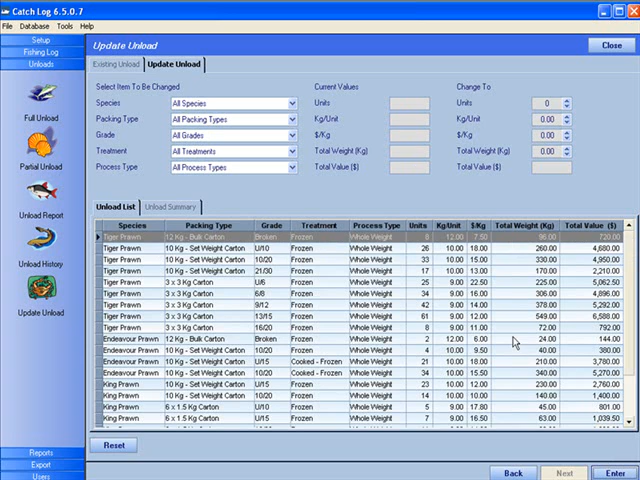 Catch Log 6.5.0.7
File Database Tools Help
Setup
Fishing Log
Unloads
Full Unload
Partial Unload
Unload Report
Unload History
Update Unload
Reports
Export
Users
Update Unload
Close
Existing Unload Update Unload
Select Item To Be Changed Current Values Change To
Species All Species Units Units 0
Packing Type All Packing Types Kg/Unit Kg/Unit 0.00
Grade All Grades $/Kg $/Kg 0.00
Treatment All Treatments Total Weight (Kg) Total Weight (Kg) 0.00
Process Type All Process Types Total Value ($) Total Value ($)
Unload List Unload Summary
Species Packing Type Grade Treatment Process Type Units Kg/Unit $/Kg Total Weight (Kg) Total Value ($)
Tiger Prawn 12 Kg - Bulk Carton Broken Frozen Whole Weight 8 12.00 7.50 96.00 720.00
Tiger Prawn 10 Kg - Set Weight Carton U/10 Frozen Whole Weight 26 10.00 18.00 260.00 4,680.00
Tiger Prawn 10 Kg - Set Weight Carton 10/20 Frozen Whole Weight 33 10.00 15.00 330.00 4,950.00
Tiger Prawn 10 Kg - Set Weight Carton 21/30 Frozen Whole Weight 17 10.00 13.00 170.00 2,210.00
Tiger Prawn 3 x 3 Kg Carton U/6 Frozen Whole Weight 25 9.00 22.50 225.00 5,062.50
Tiger Prawn 3 x 3 Kg Carton 6/8 Frozen Whole Weight 34 9.00 16.00 306.00 4,896.00
Tiger Prawn 3 x 3 Kg Carton 9/12 Frozen Whole Weight 42 9.00 14.00 378.00 5,292.00
Tiger Prawn 3 x 3 Kg Carton 13/15 Frozen Whole Weight 61 9.00 12.00 549.00 6,588.00
Tiger Prawn 3 x 3 Kg Carton 16/20 Frozen Whole Weight 8 9.00 11.00 72.00 792.00
Endeavour Prawn 12 Kg - Bulk Carton Broken Frozen Whole Weight 2 12.00 6.00 24.00 144.00
Endeavour Prawn 10 Kg - Set Weight Carton 10/20 Frozen Whole Weight 4 10.00 9.50 40.00 380.00
Endeavour Prawn 10 Kg - Set Weight Carton U/15 Cooked - Frozen Whole Weight 21 10.00 18.00 210.00 3,780.00
Endeavour Prawn 10 Kg - Set Weight Carton 10/20 Cooked - Frozen Whole Weight 34 10.00 15.50 340.00 5,270.00
King Prawn 10 Kg - Set Weight Carton U/15 Frozen Whole Weight 23 10.00 12.00 230.00 2,760.00
King Prawn 10 Kg - Set Weight Carton 10/20 Frozen Whole Weight 14 10.00 10.00 140.00 1,400.00
King Prawn 6 x 1.5 Kg Carton U/10 Frozen Whole Weight 5 9.00 17.80 45.00 801.00
King Prawn 6 x 1.5 Kg Carton U/15 Frozen Whole Weight 7 9.00 16.50 63.00 1,039.50
Reset
Back Next Enter